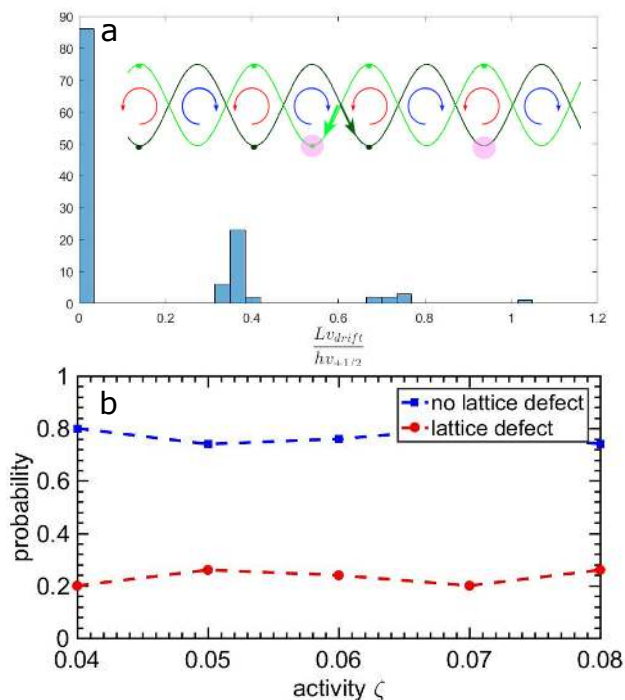 a
90
80
70
60
50
40
30
20
10
0
0 0.2 0.4 0.6 0.8 1 1.2
Lv_drift
hv_+1/2
b
1
0.8
0.6
0.4
0.2
0
probability
no lattice defect
lattice defect
0.04 0.05 0.06 0.07 0.08
activity ζ